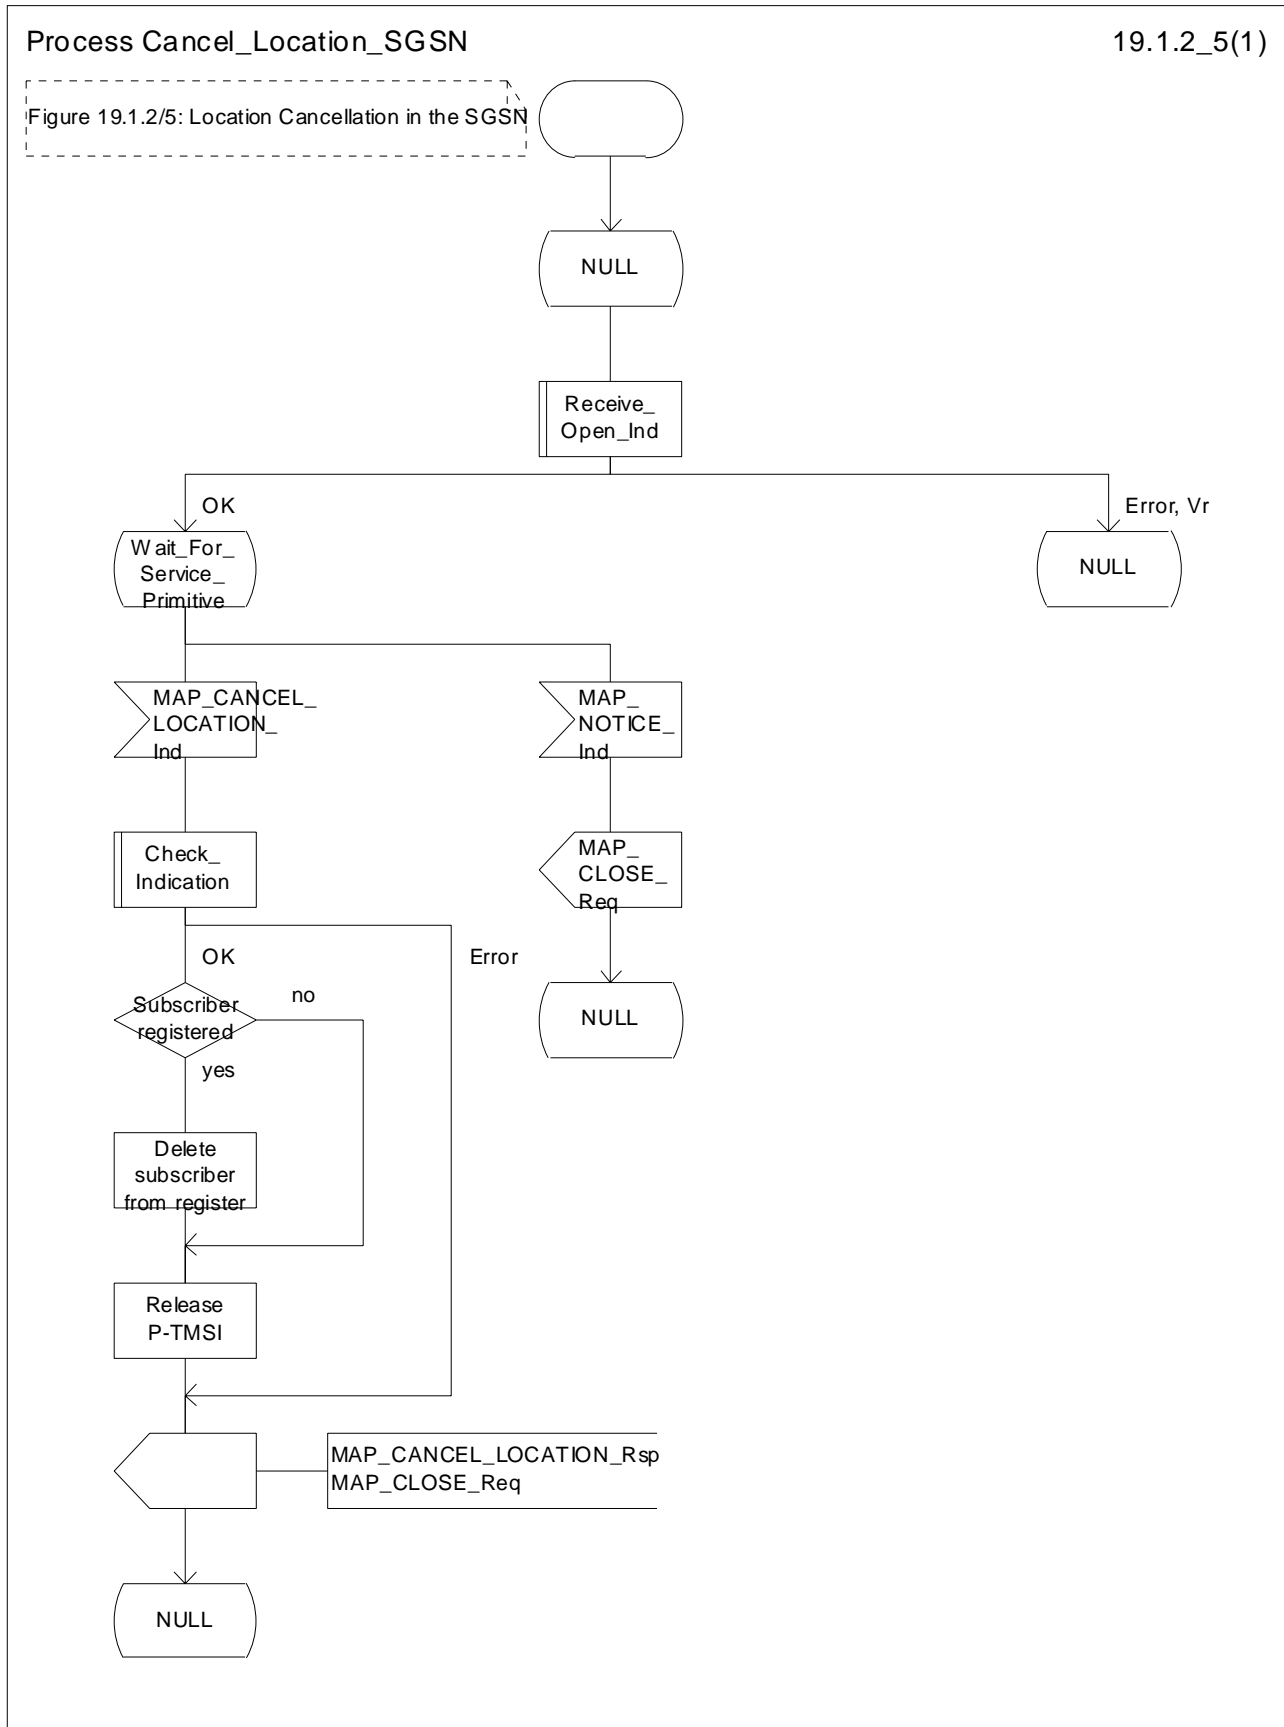 Process Cancel_Location_SGSN
19.1.2_5(1)
Figure 19.1.2/5: Location Cancellation in the SGSN
NULL
Receive_
Open_Ind
OK
Error, Vr
Wait_For_
Service_
Primitive
NULL
MAP_CANCEL_
LOCATION_
Ind
MAP_
NOTICE_
Ind
Check_
Indication
MAP_
CLOSE_
Req
OK
Error
Subscriber
registered
no
yes
NULL
Delete
subscriber
from register
Release
P-TMSI
MAP_CANCEL_LOCATION_Rsp
MAP_CLOSE_Req
NULL